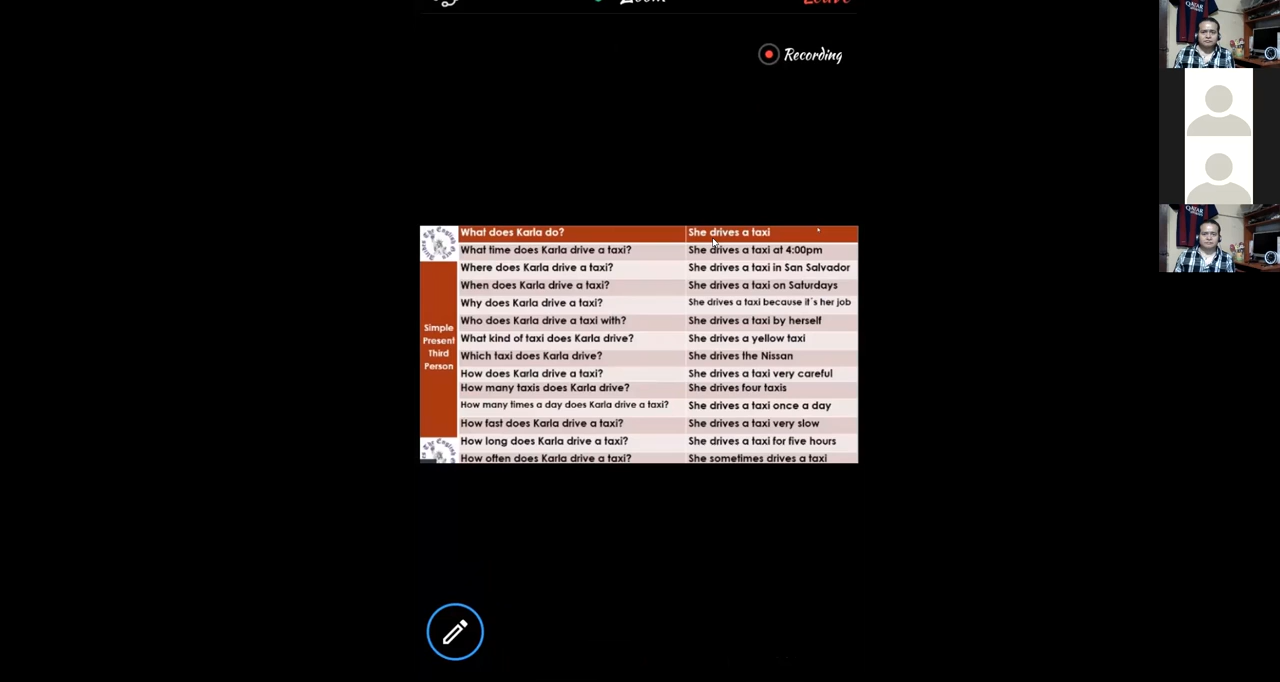 Zoom
Leave
Recording
What does Karla do? She drives a taxi
What time does Karla drive a taxi? She drives a taxi at 4:00pm
Where does Karla drive a taxi? She drives a taxi in San Salvador
When does Karla drive a taxi? She drives a taxi on Saturdays
Why does Karla drive a taxi? She drives a taxi because it´s her job
Who does Karla drive a taxi with? She drives a taxi by herself
What kind of taxi does Karla drive? She drives a yellow taxi
Which taxi does Karla drive? She drives the Nissan
How does Karla drive a taxi? She drives a taxi very careful
How many taxis does Karla drive? She drives four taxis
How many times a day does Karla drive a taxi? She drives a taxi once a day
How fast does Karla drive a taxi? She drives a taxi very slow
How long does Karla drive a taxi? She drives a taxi for five hours
How often does Karla drive a taxi? She sometimes drives a taxi
Simple
Present
Third
Person
QATAR
QATAR